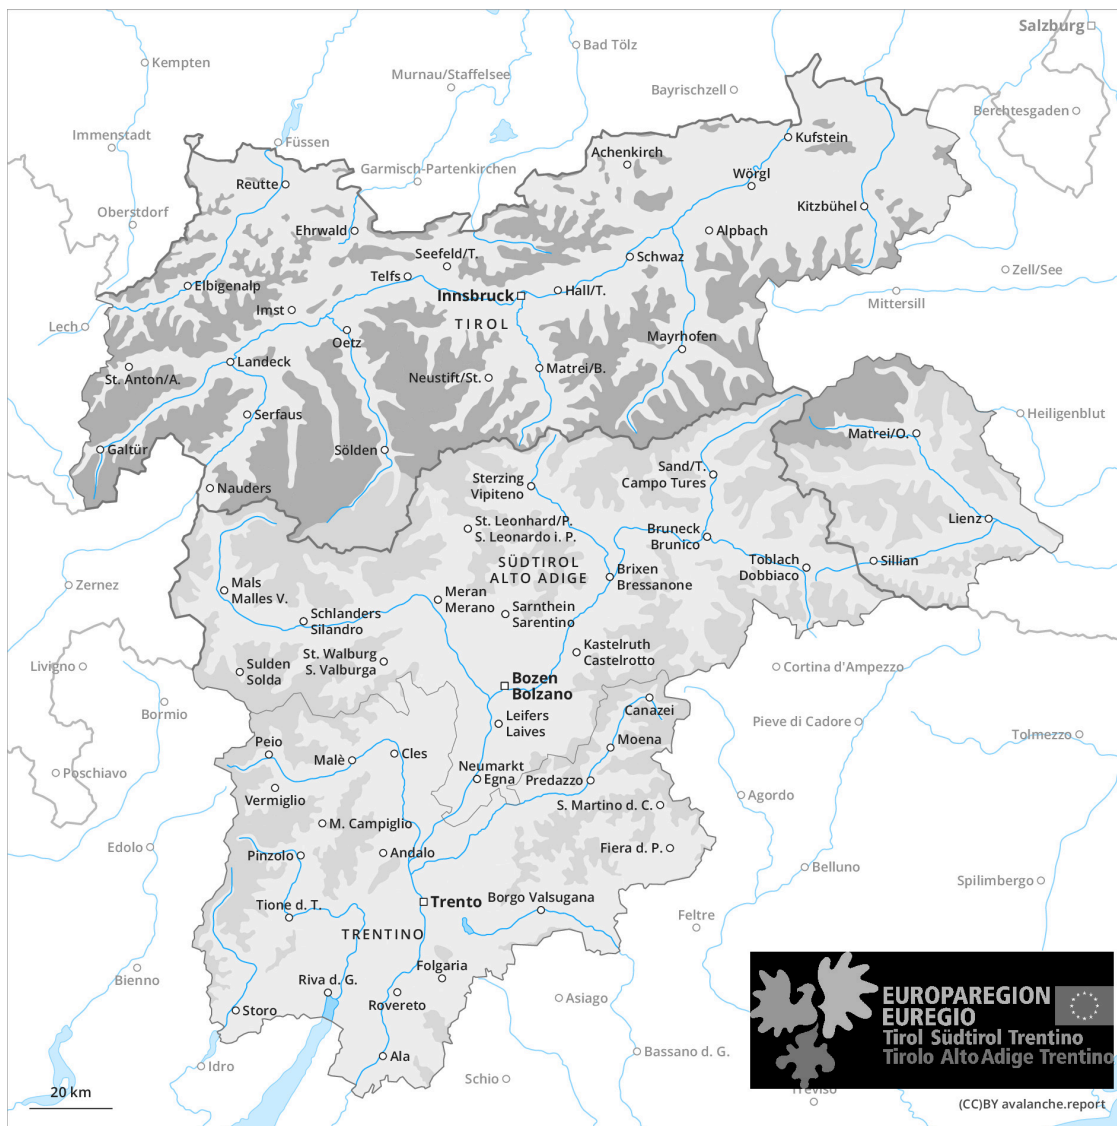 Salzburg
Bad Tölz
Kempten
Murnau/Staffelsee
Bayrischzell
Berchtesgaden
Immenstadt
Füssen
Kufstein
Achenkirch
Garmisch-Partenkirchen
Wörgl
Reutte
Kitzbühel
Oberstdorf
Ehrwald
Alpbach
Seefeld/T.
Schwaz
Zell/See
Telfs
Elbigenalp
Hall/T.
Innsbruck
Mittersill
Imst
TIROL
Lech
Oetz
Mayrhofen
Landeck
Matrei/B.
St. Anton/A.
Neustift/St.
Serfaus
Heiligenblut
Matrei/O.
Galtür
Sölden
Sand/T.
Campo Tures
Sterzing
Vipiteno
Nauders
Lienz
St. Leonhard/P.
S. Leonardo i. P.
Bruneck
Brunico
SÜDTIROL
ALTO ADIGE
Toblach
Dobbiaco
Sillian
Brixen
Bressanone
Zernez
Mals
Malles V.
Meran
Merano
Sarnthein
Sarentino
Schlanders
Silandro
Kastelruth
Castelrotto
St. Walburg
S. Valburga
Livigno
Sulden
Solda
Cortina d'Ampezzo
Bozen
Bolzano
Canazei
Bormio
Leifers
Laives
Pieve di Cadore
Tolmezzo
Moena
Peio
Cles
Malè
Neumarkt
Egna
Predazzo
Poschiavo
Agordo
Vermiglio
S. Martino d. C.
M. Campiglio
Edolo
Fiera d. P.
Pinzolo
Andalo
Belluno
Spilimbergo
Borgo Valsugana
Trento
Tione d. T.
Feltre
TRENTINO
Bienno
Folgaria
Riva d. G.
Asiago
Rovereto
Storo
EUROPAREGION
EUREGIO
Tirol Südtirol Trentino
Tirolo Alto Adige Trentino
Bassano d. G.
Ala
Idro
Schio
Treviso
20 km
(CC)BY avalanche.report